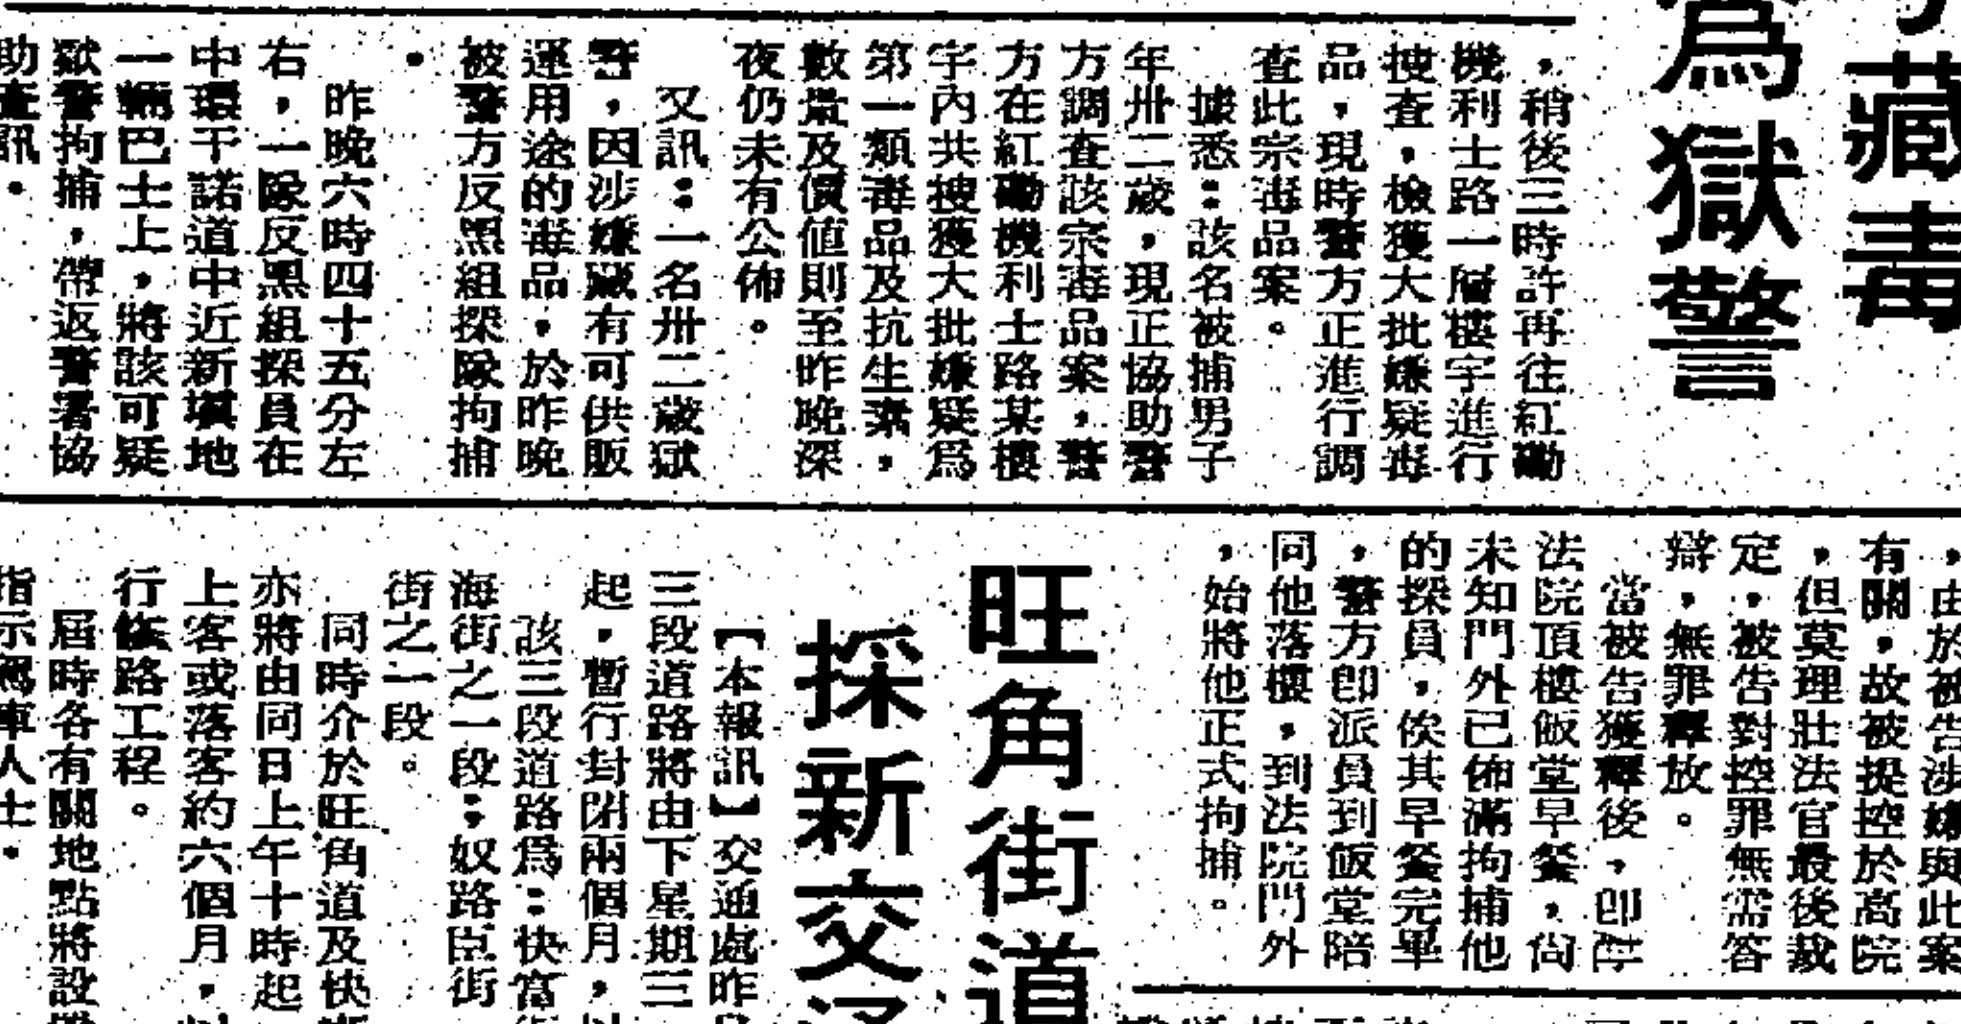 藏毒
為獄警
，稍後三時許再往紅磡
機利士路一層樓宇進行
搜查，檢獲大批嫌疑毒
品，現時警方正進行調
查此宗毒品案。
據悉：該名被捕男子
年卅二歲，現正協助警
方調查該宗毒品案，警
方在紅磡機利士路某樓
宇內共搜獲大批嫌疑為
第一類毒品及抗生素，
數量及價值則至昨晚深
夜仍未有公佈。
又訊：一名卅二歲獄
警，因涉嫌藏有可供販
運用途的毒品，於昨晚
被警方反黑組探隊拘捕
。
昨晚六時四十五分左
右，一隊反黑組探員在
中環干諾道中近新填地
一輛巴士上，將該可疑
獄警拘捕，帶返警署協
助查訊。
，由於被告涉嫌與此案
有關，故被提控於高院
，但莫理壯法官最後裁
定，被告對控罪無需答
辯，無罪釋放。
當被告獲釋後，即在
法院頂樓飯堂早餐，尙
未知門外已佈滿拘捕他
的探員，俟其早餐完畢
，警方即派員到飯堂陪
同他落樓，到法院門外
，始將他正式拘捕。
旺角街道
採新交
【本報訊】交通處昨
三段道路將由下星期三
起，暫行封閉兩個月，以
該三段道路爲：快富街
海街之一段；奴路臣街
街之一段。
同時介於旺角道及快
亦將由同日上午十時起
上客或落客約六個月，以
行修路工程。
屆時各有關地點將設
指示駕車人士。